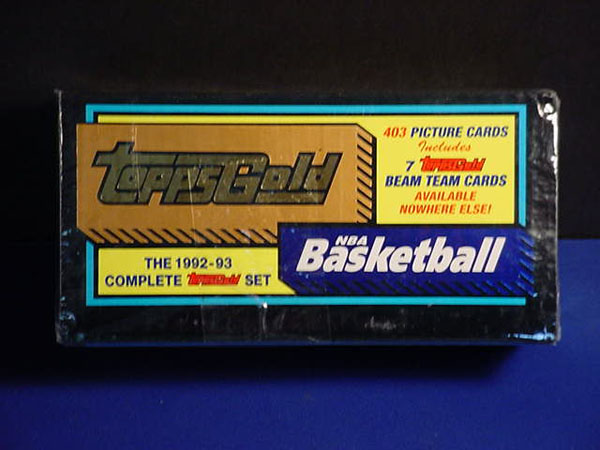 ToppsGold
403 PICTURE CARDS
Includes
7 ToppsGold
BEAM TEAM CARDS
AVAILABLE
NOWHERE ELSE!
NBA
Basketball
THE 1992-93
COMPLETE ToppsGold SET